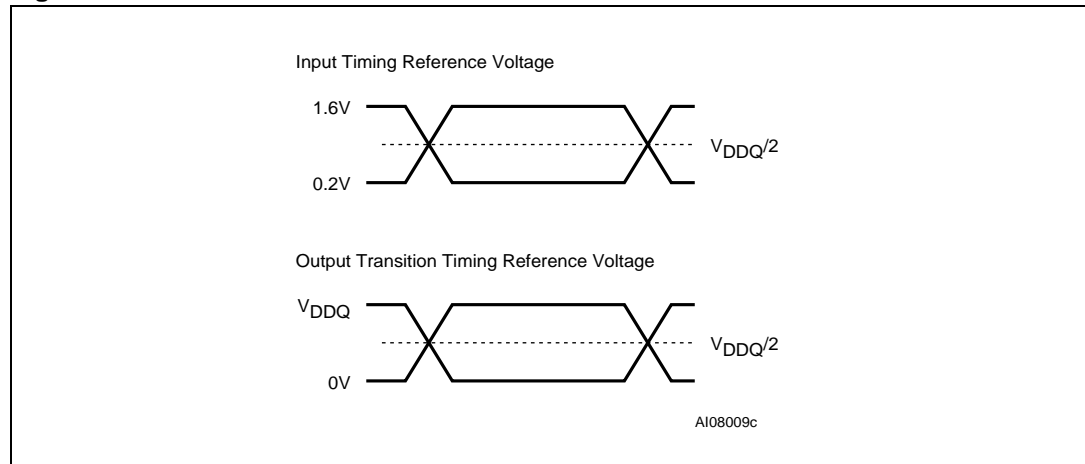 Input Timing Reference Voltage
1.6V
VDDQ/2
0.2V
Output Transition Timing Reference Voltage
VDDQ
VDDQ/2
0V
AI08009c